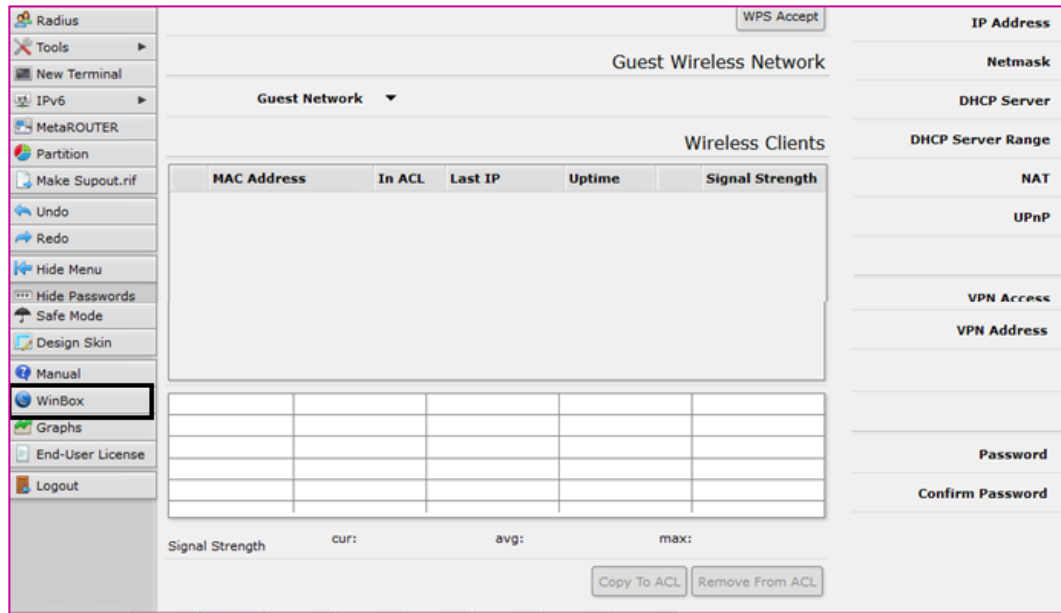 Radius
Tools
New Terminal
IPv6
MetaROUTER
Partition
Make Supout.rif
Undo
Redo
Hide Menu
Hide Passwords
Safe Mode
Design Skin
Manual
WinBox
Graphs
End-User License
Logout
WPS Accept
Guest Wireless Network
Guest Network
Wireless Clients
MAC Address In ACL Last IP Uptime Signal Strength
Signal Strength cur: avg: max:
Copy To ACL Remove From ACL
IP Address
Netmask
DHCP Server
DHCP Server Range
NAT
UPnP
VPN Access
VPN Address
Password
Confirm Password